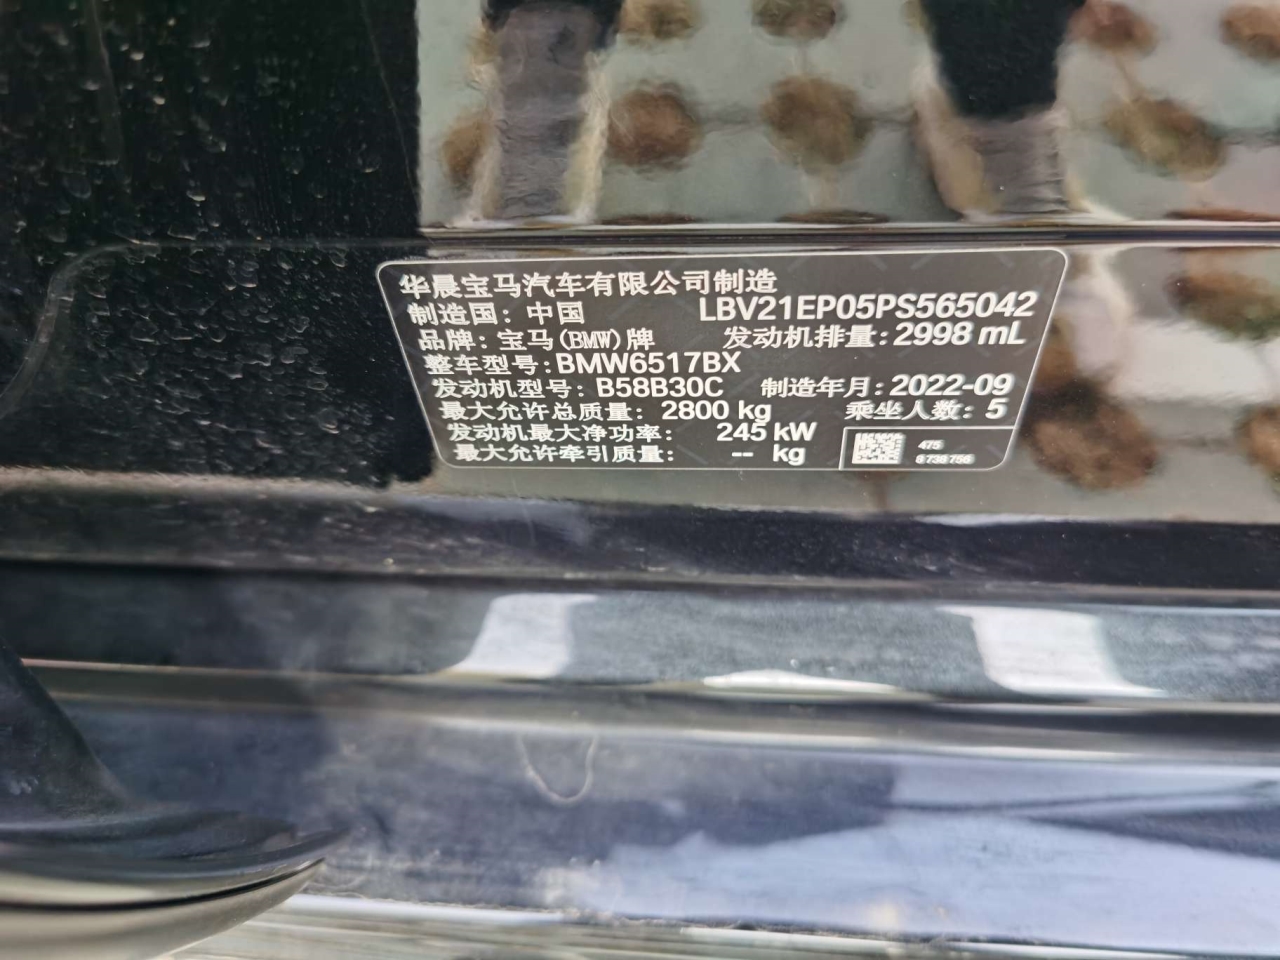 华晨宝马汽车有限公司制造
制造国: 中国 LBV21EP05PS565042
品牌: 宝马(BMW)牌 发动机排量: 2998 mL
整车型号: BMW6517BX
发动机型号: B58B30C 制造年月: 2022-09
最大允许总质量: 2800 kg 乘坐人数: 5
发动机最大净功率: 245 kW
最大允许牵引质量: -- kg
475
8 738 756